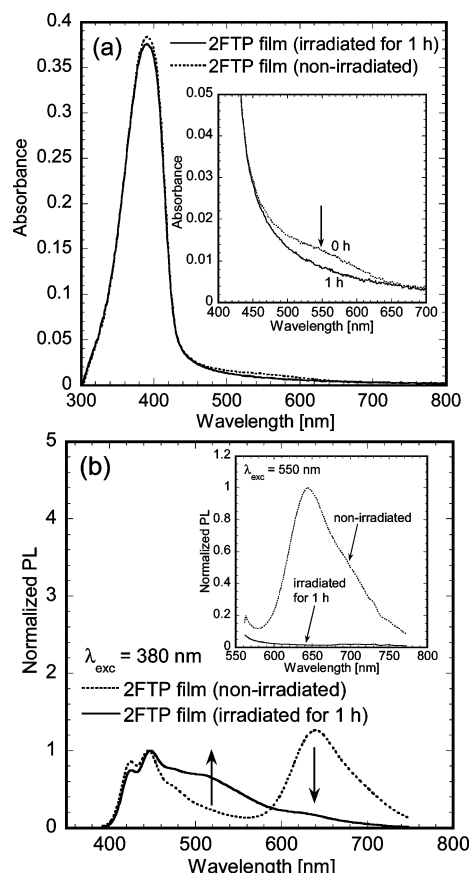 (a)
2FTP film (irradiated for 1 h)
2FTP film (non-irradiated)
0.4
0.35
0.3
0.25
0.2
0.15
0.1
0.05
0
Absorbance
0.05
0.04
0.03
0.02
0.01
0
Absorbance
0 h
1 h
400 450 500 550 600 650 700
Wavelength [nm]
300 400 500 600 700 800
Wavelength [nm]
(b)
5
4
3
2
1
0
Normalized PL
λexc = 550 nm
1.2
1
0.8
0.6
0.4
0.2
0
Normalized PL
non-irradiated
irradiated
for 1 h
550 600 650 700 750 800
Wavelength [nm]
λexc = 380 nm
2FTP film (non-irradiated)
2FTP film (irradiated for 1 h)
400 500 600 700 800
Wavelength [nm]